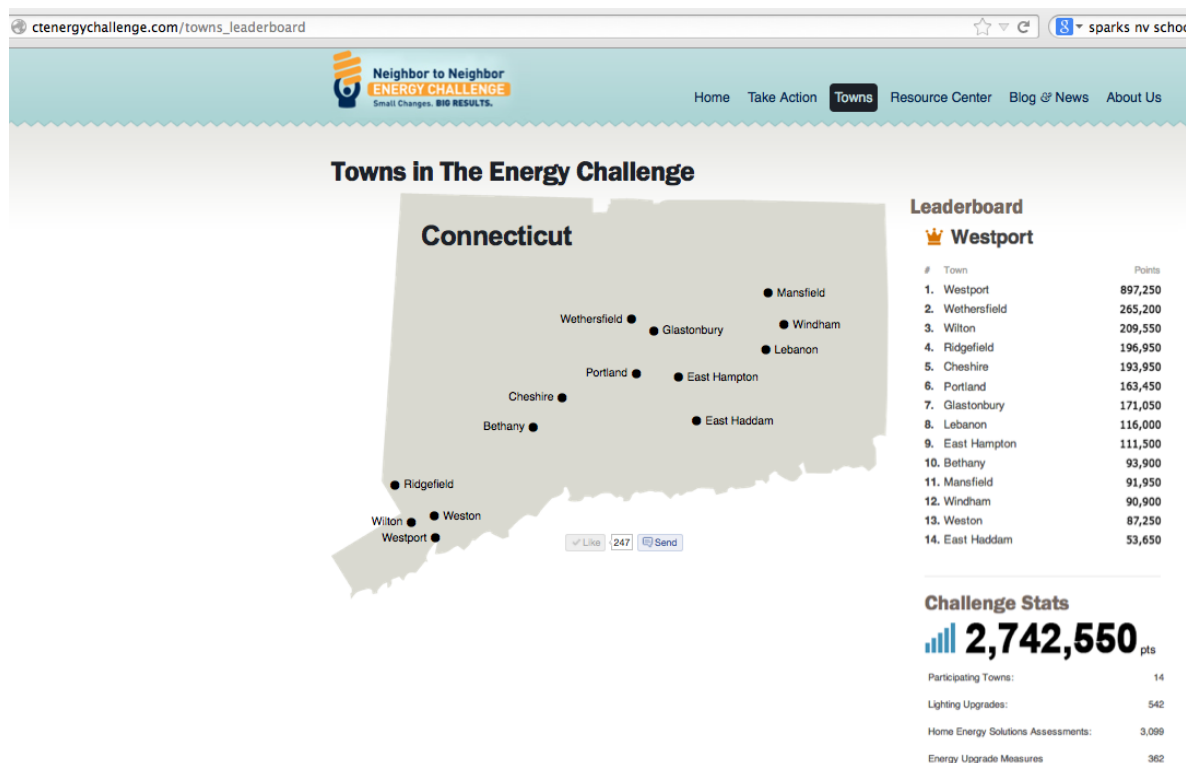 ctenergychallenge.com/towns_leaderboard
sparks nv schoo
Neighbor to Neighbor
ENERGY CHALLENGE
Small Changes. BIG RESULTS.
Home Take Action Towns Resource Center Blog & News About Us
Towns in The Energy Challenge
Connecticut
Mansfield
Wethersfield
Glastonbury
Windham
Lebanon
Portland
East Hampton
Cheshire
East Haddam
Bethany
Ridgefield
Weston
Wilton
Westport
Like 247 Send
Leaderboard
Westport
# Town Points
1. Westport 897,250
2. Wethersfield 265,200
3. Wilton 209,550
4. Ridgefield 196,950
5. Cheshire 193,950
6. Portland 163,450
7. Glastonbury 171,050
8. Lebanon 116,000
9. East Hampton 111,500
10. Bethany 93,900
11. Mansfield 91,950
12. Windham 90,900
13. Weston 87,250
14. East Haddam 53,650
Challenge Stats
2,742,550 pts
Participating Towns: 14
Lighting Upgrades: 542
Home Energy Solutions Assessments: 3,099
Energy Upgrade Measures 362